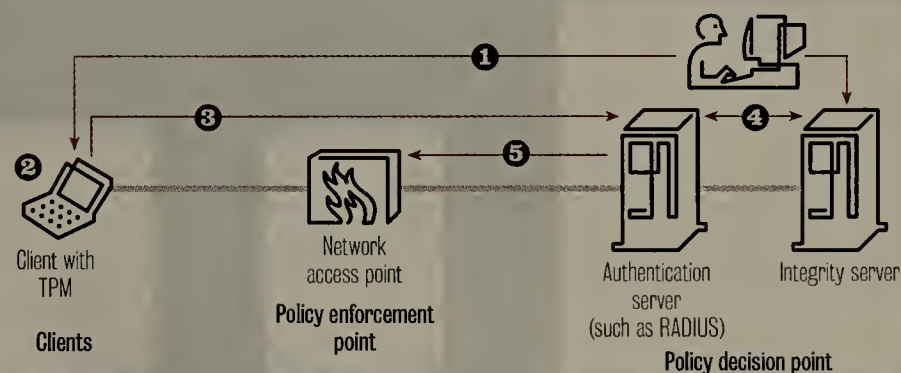 1
3
4
2
5
Client with
TPM
Network
access point
Authentication
server
(such as RADIUS)
Integrity server
Clients
Policy enforcement
point
Policy decision point